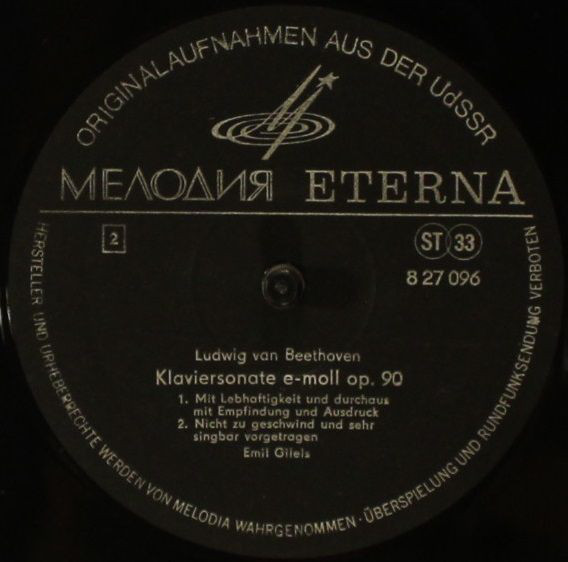 ORIGINALAUFNAHMEN AUS DER UdSSR
МЕЛОДИЯ ETERNA
2
ST 33
8 27 096
Ludwig van Beethoven
Klaviersonate e-moll op. 90
1. Mit Lebhaftigkeit und durchaus
mit Empfindung und Ausdruck
2. Nicht zu geschwind und sehr
singbar vorgetragen
Emil Gilels
HERSTELLER UND URHEBERRECHTE WERDEN VON MELODIA WAHRGENOMMEN · ÜBERSPIELUNG UND RUNDFUNKSENDUNG VERBOTEN